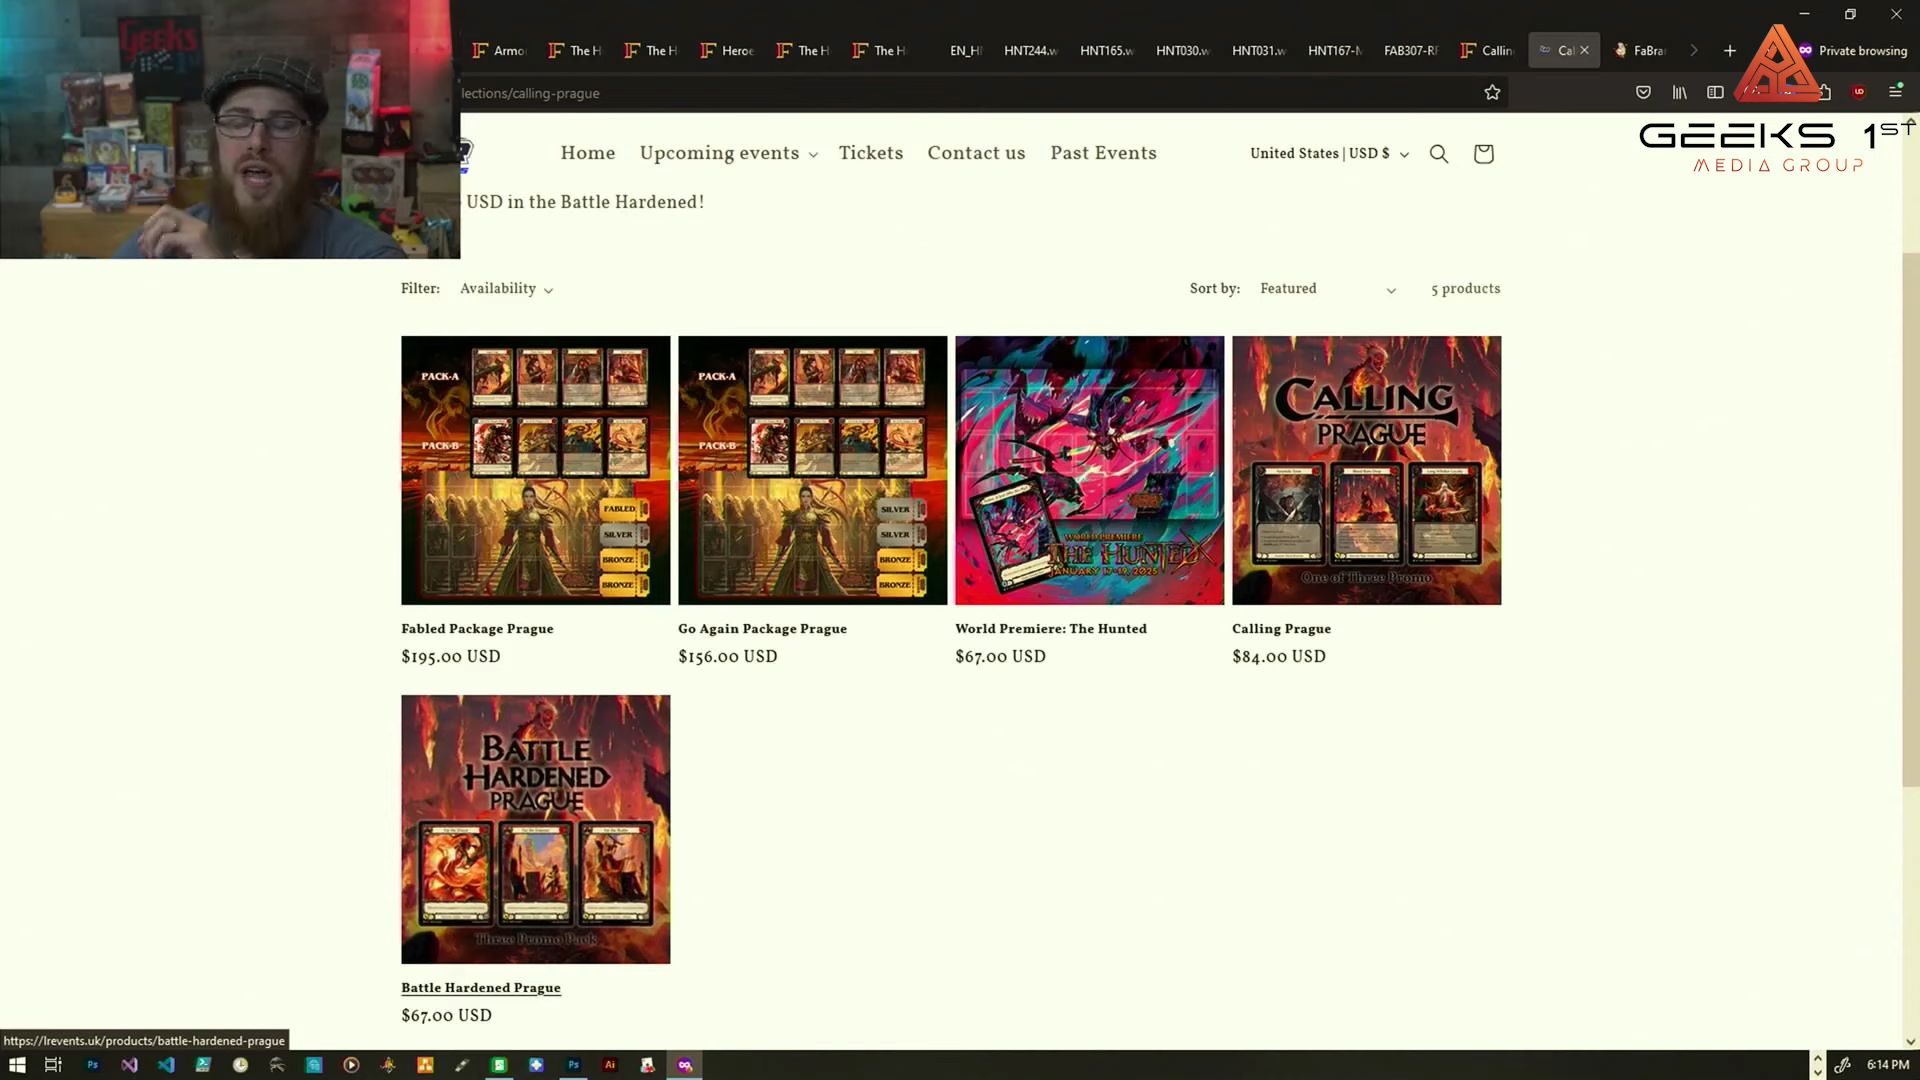 GEEKS
Armo
The H
The H
Heroe
The H
The H
EN_H
HNT244.w
HNT165.w
HNT030.w
HNT031.w
HNT167-M
FAB307-RF
Callin
Cal
FaBra
Private browsing
lections/calling-prague
GEEKS 1ST
MEDIA GROUP
Home
Upcoming events
Tickets
Contact us
Past Events
United States | USD $
USD in the Battle Hardened!
Filter:
Availability
Sort by:
Featured
5 products
PACK-A
PACK-B
FABLED
SILVER
BRONZE
BRONZE
PACK-A
PACK-B
SILVER
SILVER
BRONZE
BRONZE
WORLD PREMIERE
THE HUNTED
JANUARY 17-19, 2025
CALLING
PRAGUE
One of Three Promo
Fabled Package Prague
$195.00 USD
Go Again Package Prague
$156.00 USD
World Premiere: The Hunted
$67.00 USD
Calling Prague
$84.00 USD
BATTLE
HARDENED
PRAGUE
Three Promo Pack
Battle Hardened Prague
$67.00 USD
https://lrevents.uk/products/battle-hardened-prague
6:14 PM